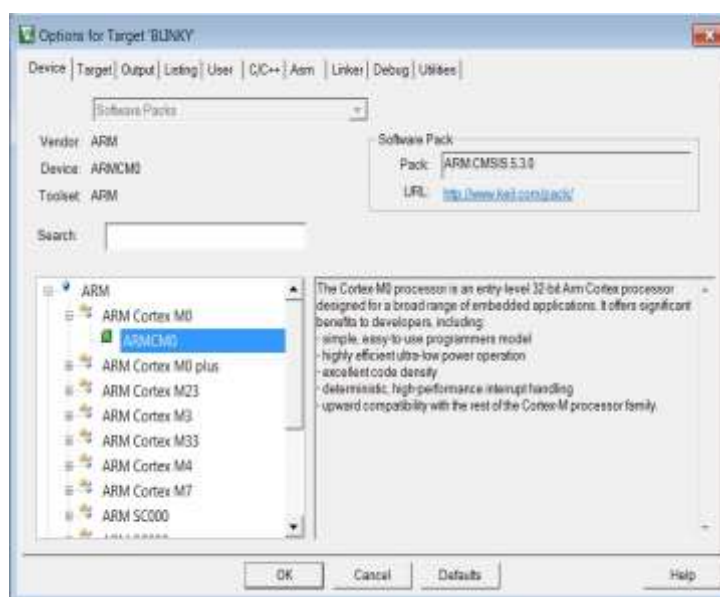 Options for Target 'BLINKY'
Device Target Output Listing User C/C++ Asm Linker Debug Utilities
Software Packs
Vendor: ARM
Device: ARMCM0
Toolset: ARM
Search:
Software Pack
Pack: ARM.CMSIS.5.3.0
URL: http://www.keil.com/pack/
ARM
ARM Cortex M0
ARMCM0
ARM Cortex M0 plus
ARM Cortex M23
ARM Cortex M3
ARM Cortex M33
ARM Cortex M4
ARM Cortex M7
ARM SC000
The Cortex-M0 processor is an entry-level 32-bit Arm Cortex processor
designed for a broad range of embedded applications. It offers significant
benefits to developers, including:
- simple, easy-to-use programmers model
- highly efficient ultra-low power operation
- excellent code density
- deterministic, high-performance interrupt handling
- upward compatibility with the rest of the Cortex-M processor family.
OK Cancel Defaults Help